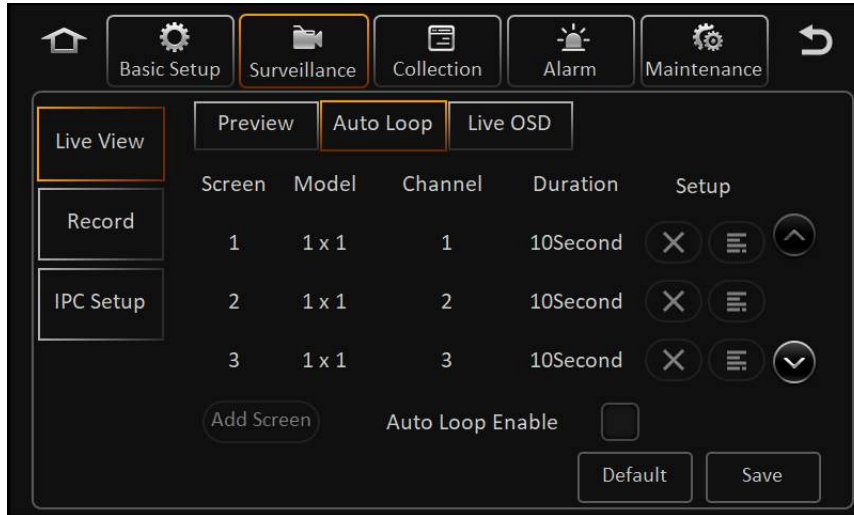 Basic Setup Surveillance Collection Alarm Maintenance
Live View
Record
IPC Setup
Preview Auto Loop Live OSD
Screen Model Channel Duration Setup
1 1 x 1 1 10Second
2 1 x 1 2 10Second
3 1 x 1 3 10Second
Add Screen Auto Loop Enable
Default Save